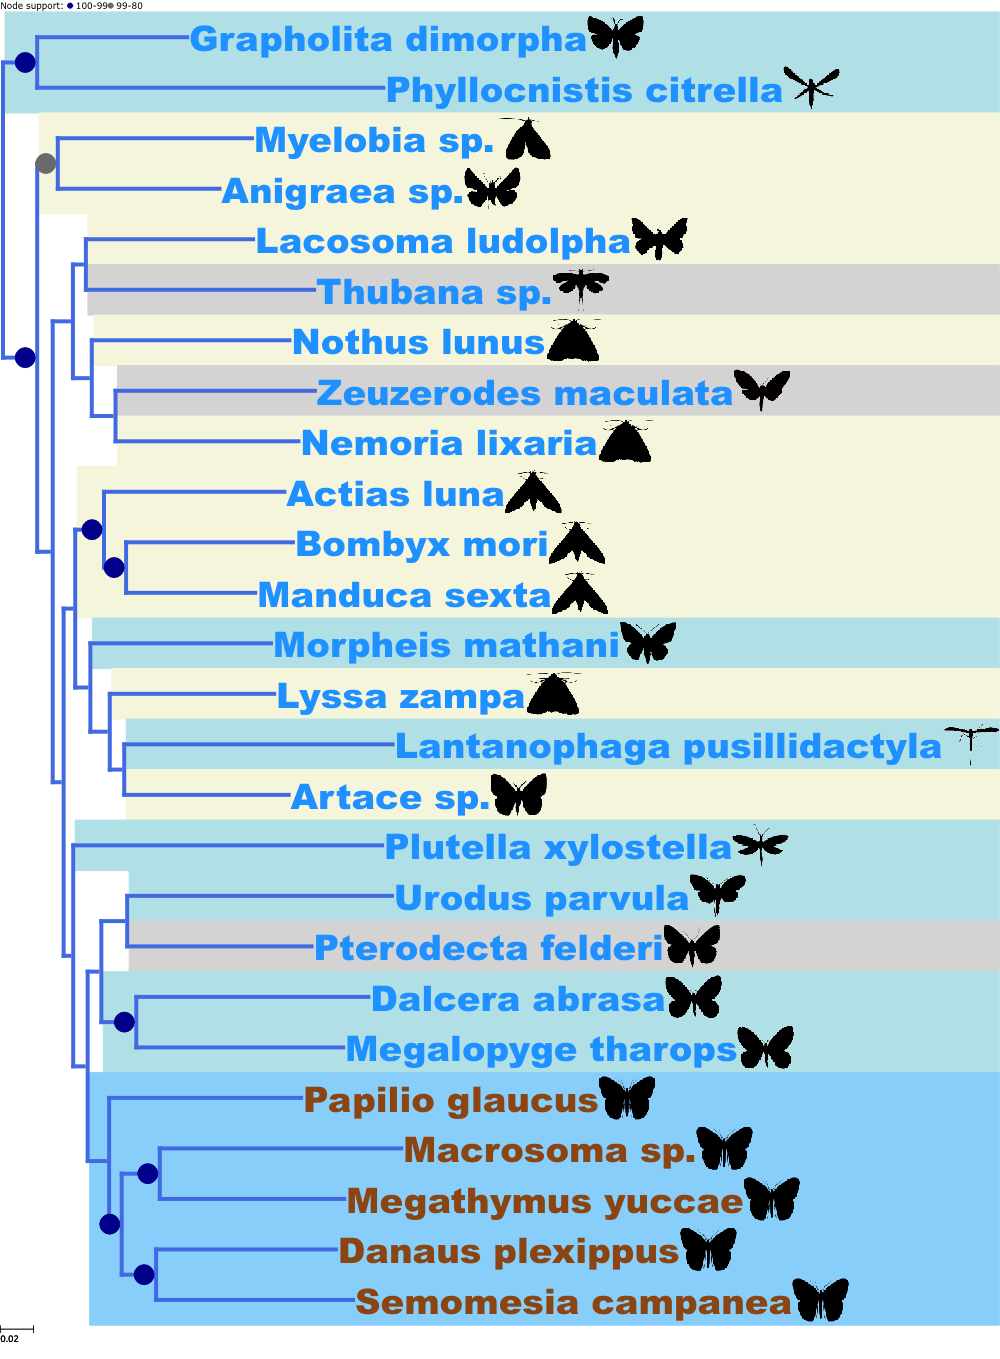 Node support: 100-99 99-80
Grapholita dimorpha
Phyllocnistis citrella
Myelobia sp.
Anigraea sp.
Lacosoma ludolpha
Thubana sp.
Nothus lunus
Zeuzerodes maculata
Nemoria lixaria
Actias luna
Bombyx mori
Manduca sexta
Morpheis mathani
Lyssa zampa
Lantanophaga pusillidactyla
Artace sp.
Plutella xylostella
Urodus parvula
Pterodecta felderi
Dalcera abrasa
Megalopyge tharops
Papilio glaucus
Macrosoma sp.
Megathymus yuccae
Danaus plexippus
Semomesia campanea
0.02